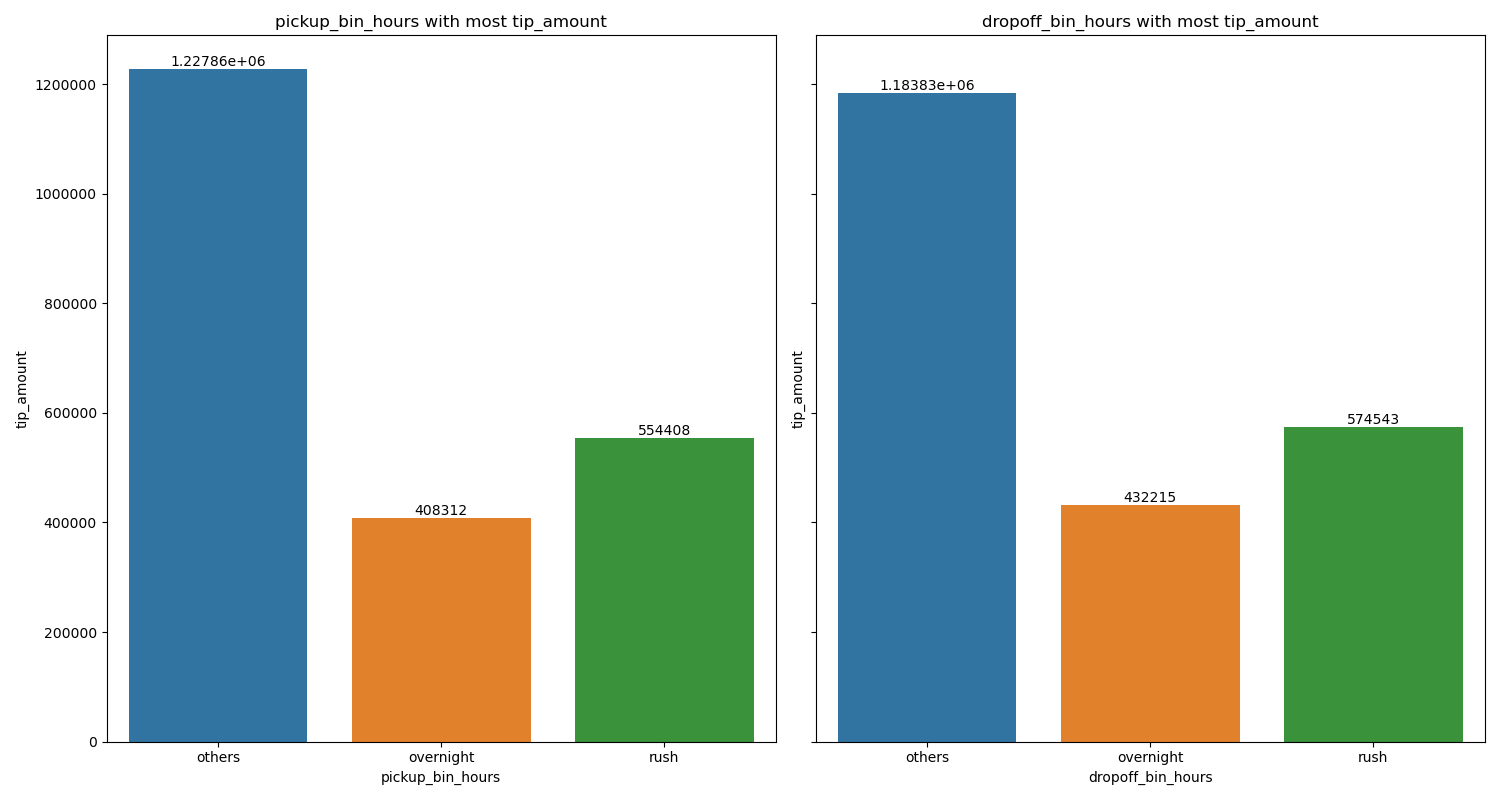 pickup_bin_hours with most tip_amount
1.22786e+06
408312
554408
1200000
1000000
800000
600000
400000
200000
0
tip_amount
others
overnight
rush
pickup_bin_hours
dropoff_bin_hours with most tip_amount
1.18383e+06
432215
574543
tip_amount
others
overnight
rush
dropoff_bin_hours